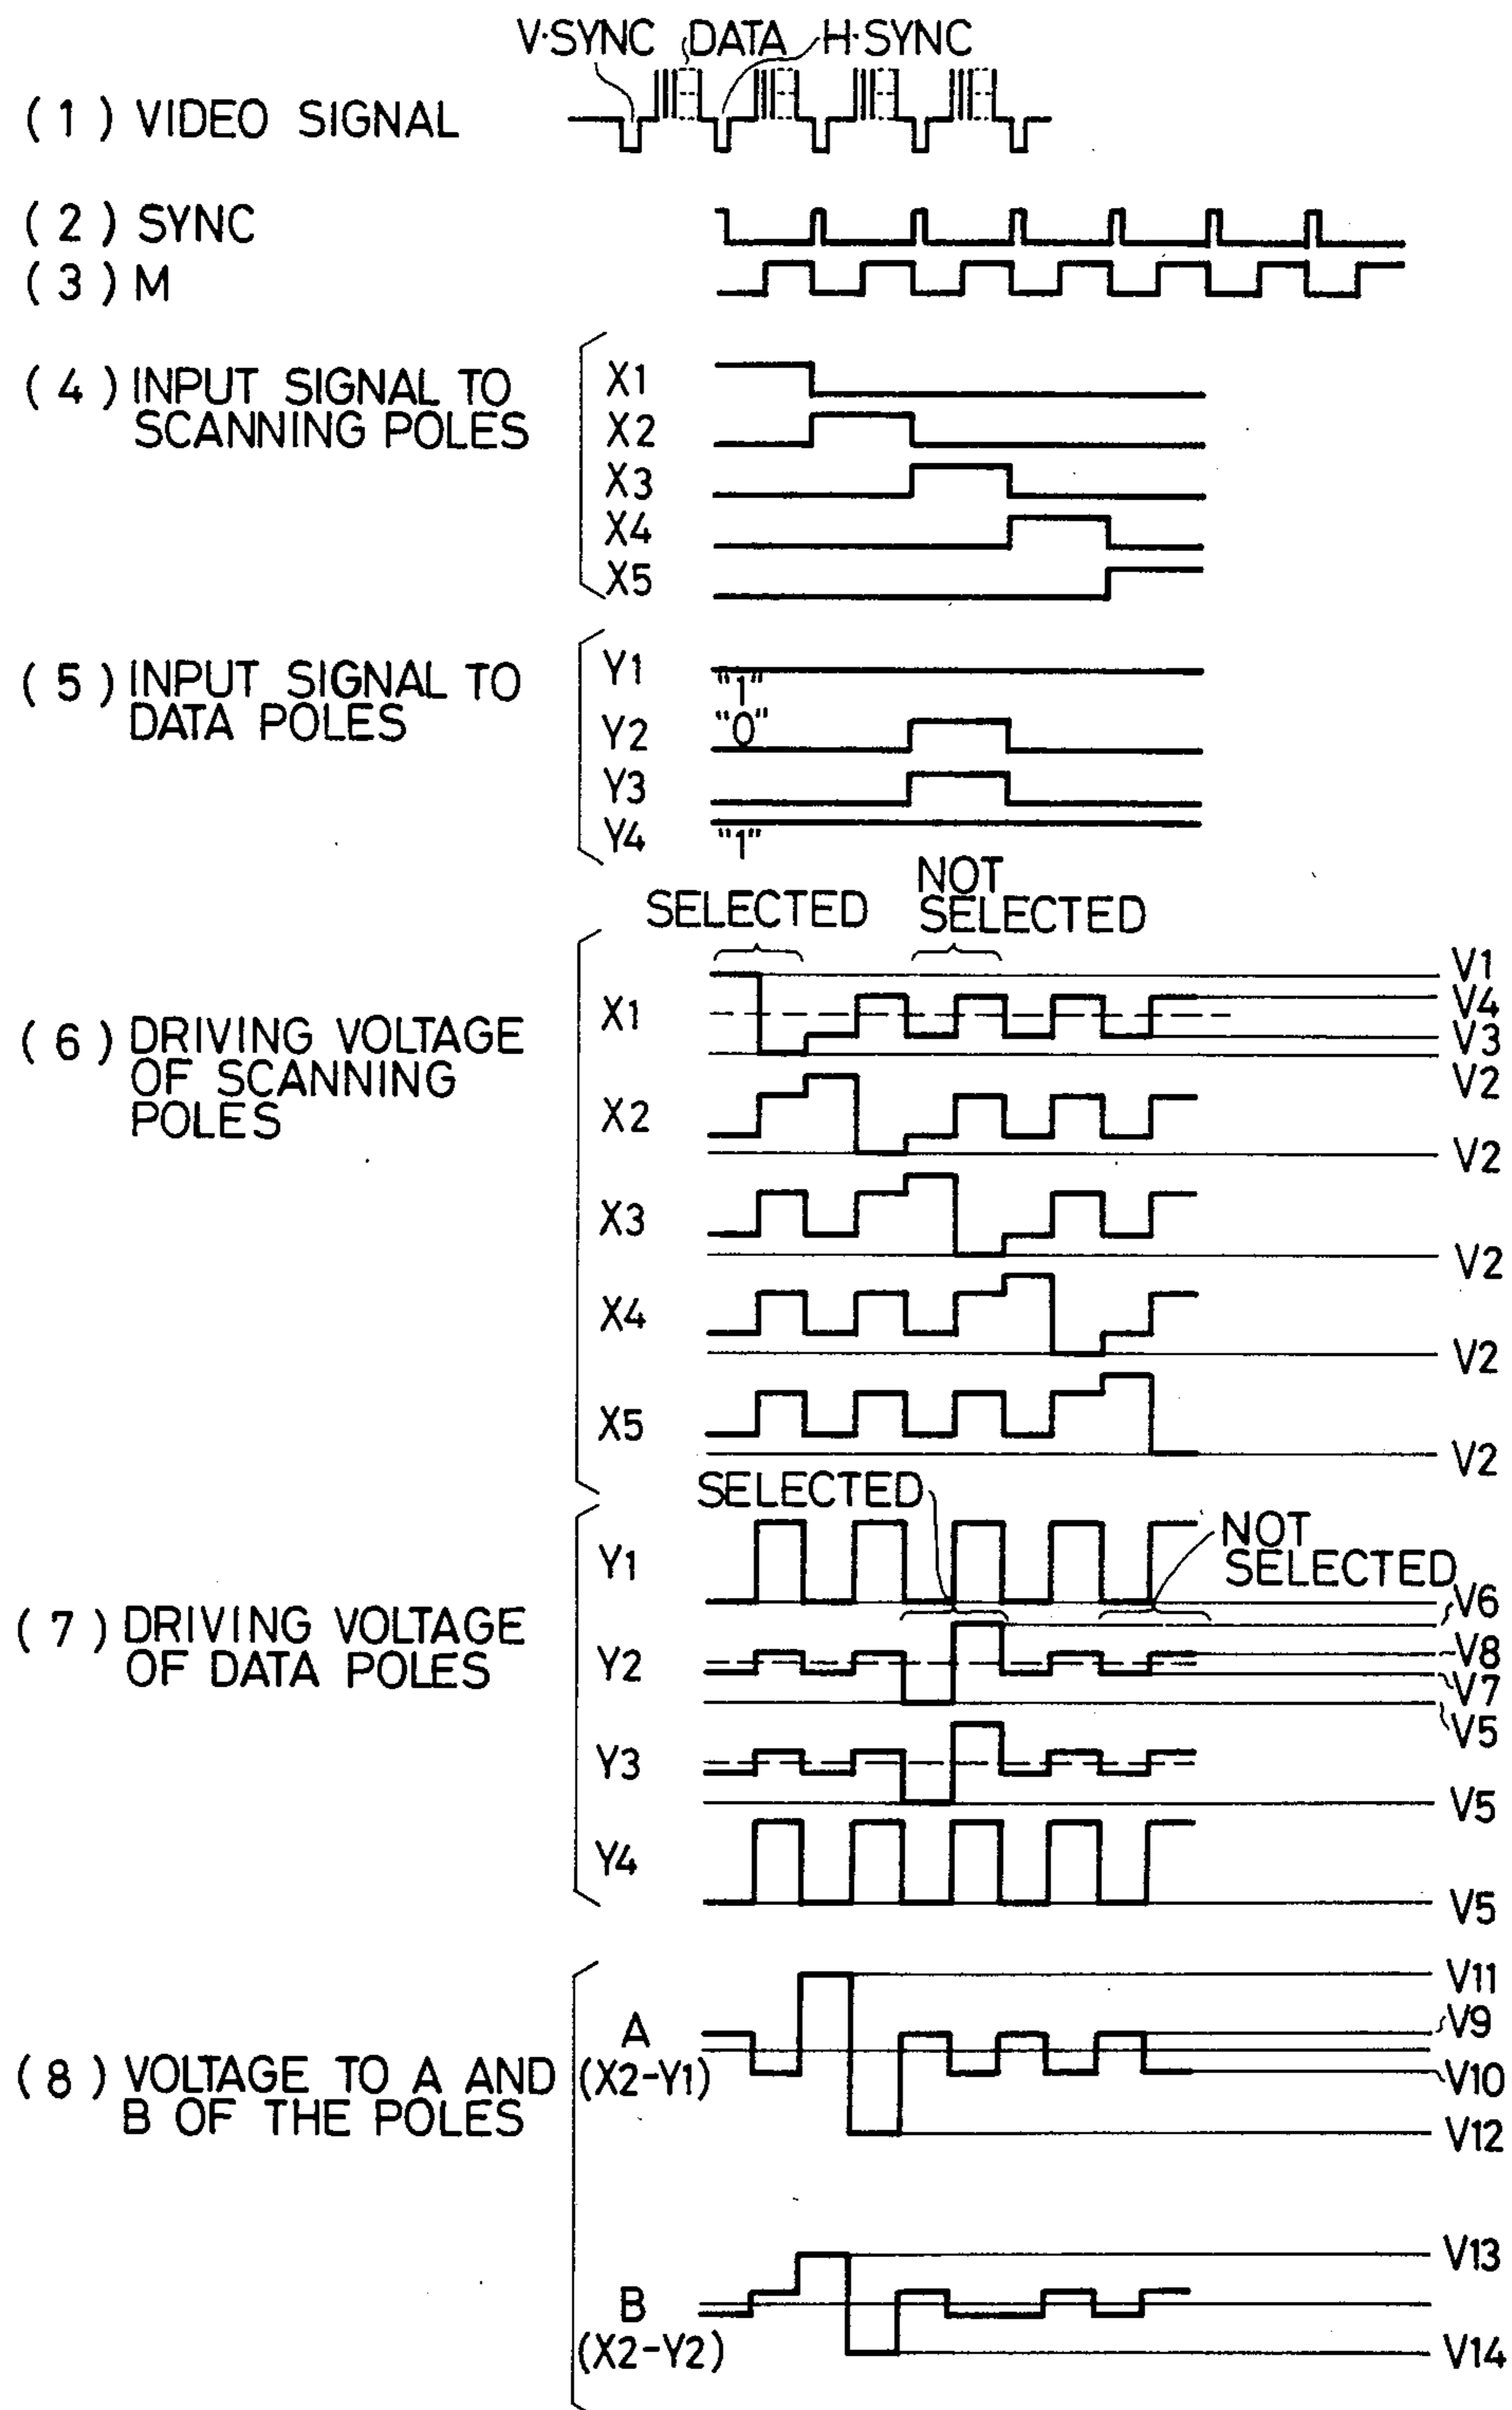 V·SYNC DATA H·SYNC
(1) VIDEO SIGNAL
(2) SYNC
(3) M
(4) INPUT SIGNAL TO
SCANNING POLES
X1
X2
X3
X4
X5
(5) INPUT SIGNAL TO
DATA POLES
Y1
"1"
Y2 "0"
Y3
Y4 "1"
SELECTED
NOT
SELECTED
(6) DRIVING VOLTAGE
OF SCANNING
POLES
X1
V1
V4
V3
V2
X2
V2
X3
V2
X4
V2
X5
V2
SELECTED
NOT
SELECTED
(7) DRIVING VOLTAGE
OF DATA POLES
Y1
V6
Y2
V8
V7
V5
Y3
V5
Y4
V5
(8) VOLTAGE TO A AND
B OF THE POLES
A
(X2-Y1)
V11
V9
V10
V12
B
(X2-Y2)
V13
V14